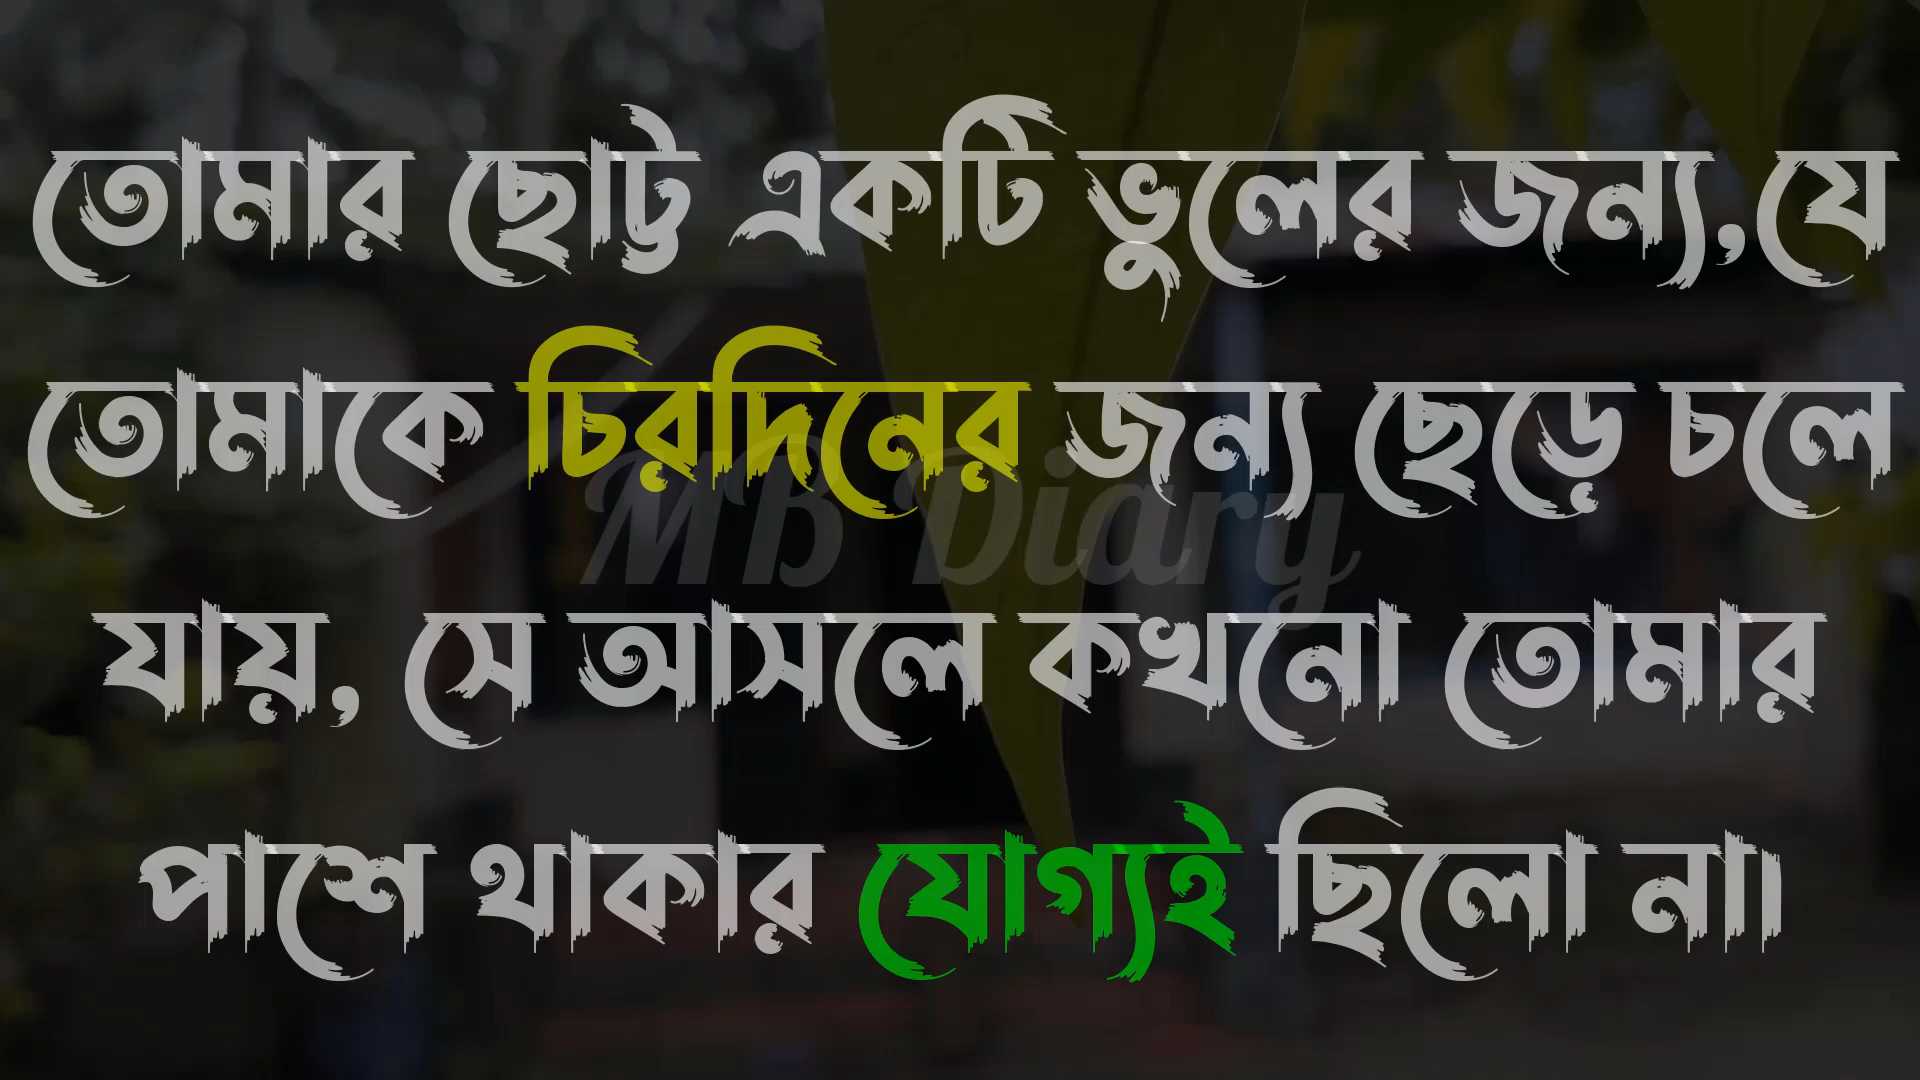 তোমার ছোট্ট একটি ভুলের জন্য,যে
তোমাকে চিরদিনের জন্য ছেড়ে চলে
MB Diary
যায়, সে আসলে কখনো তোমার
পাশে থাকার যোগ্যই ছিলো না।